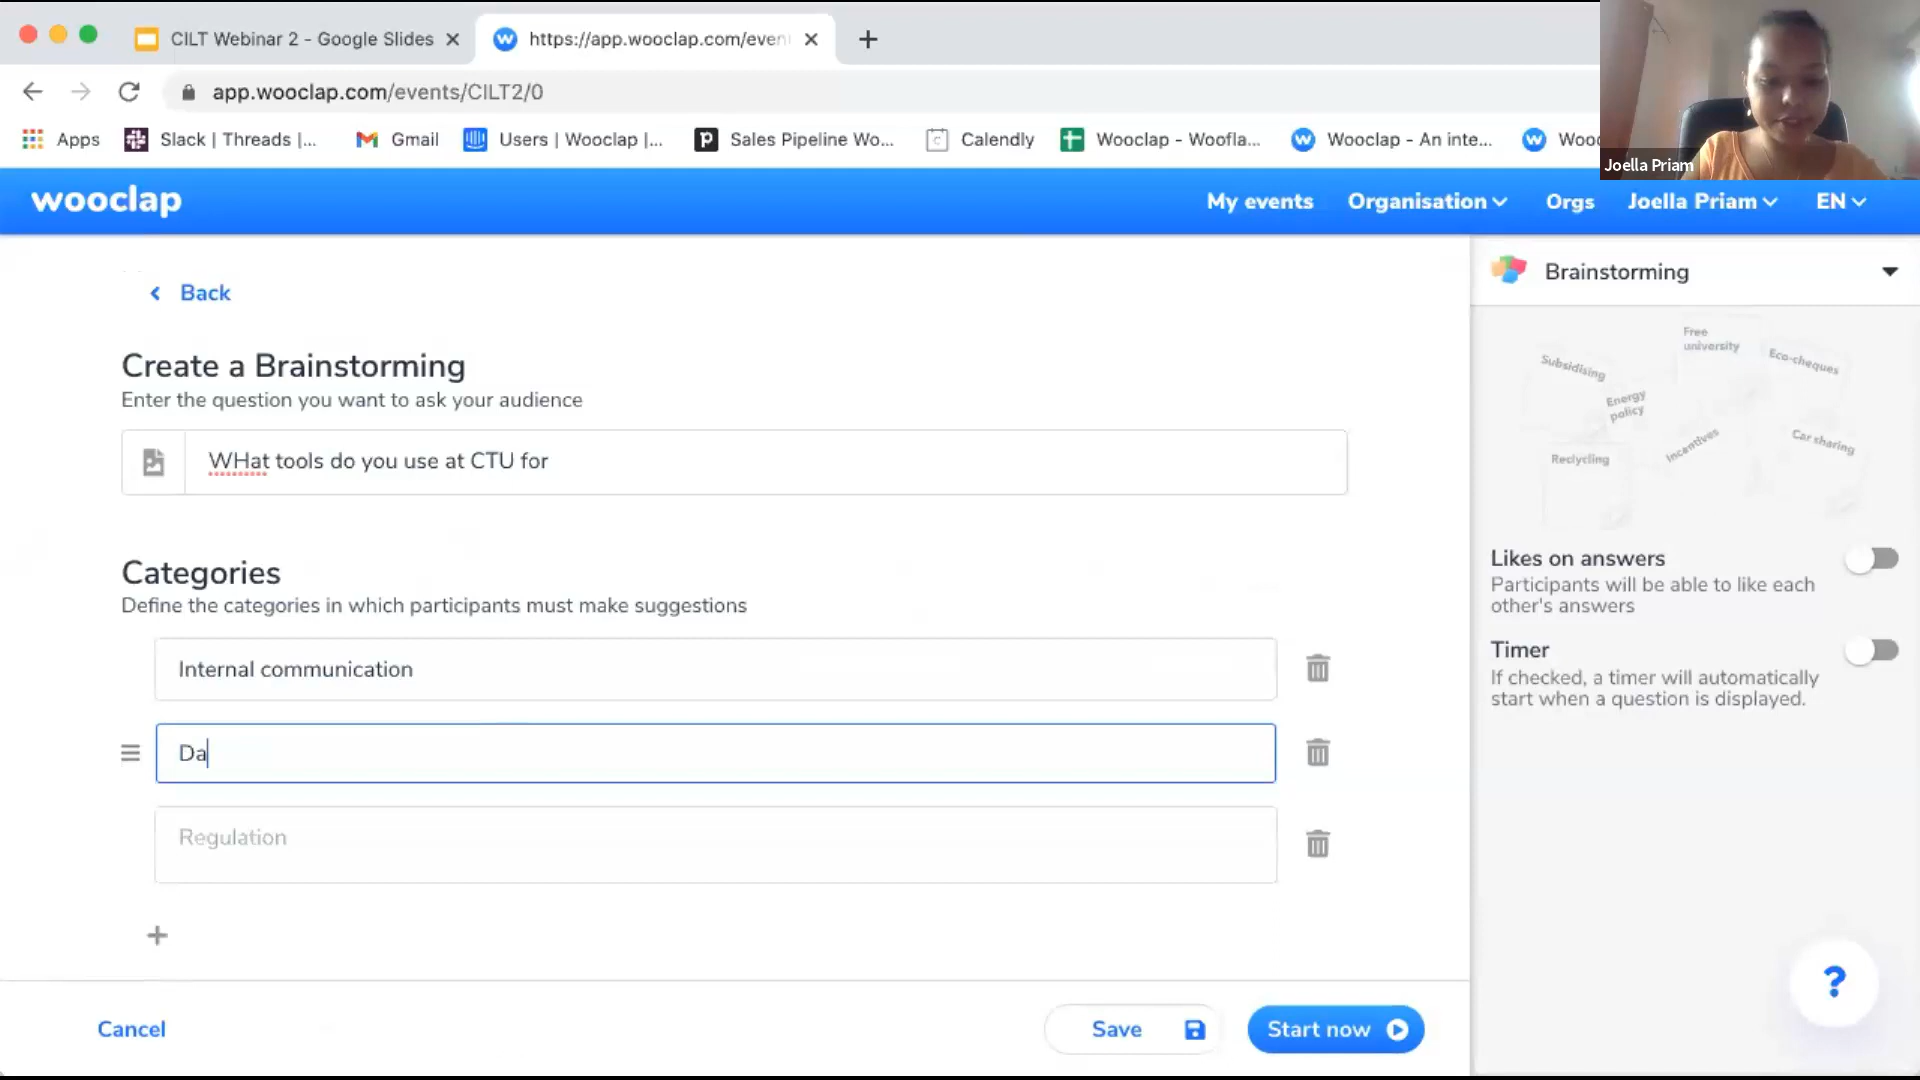 CILT Webinar 2 - Google Slides
https://app.wooclap.com/even
app.wooclap.com/events/CILT2/0
Apps
Slack | Threads |...
Gmail
Users | Wooclap |...
Sales Pipeline Wo...
Calendly
Wooclap - Woofla...
Wooclap - An inte...
Wooc
Joella Priam
wooclap
My events
Organisation
Orgs
Joella Priam
EN
Back
Create a Brainstorming
Enter the question you want to ask your audience
WHat tools do you use at CTU for
Categories
Define the categories in which participants must make suggestions
Internal communication
Da
Regulation
Cancel
Save
Start now
Brainstorming
Free
university
Subsidising
Eco-cheques
Energy
policy
Incentives
Car sharing
Reclycling
Likes on answers
Participants will be able to like each
other's answers
Timer
If checked, a timer will automatically
start when a question is displayed.
?